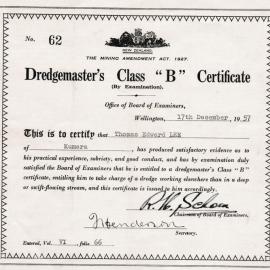 No. 62
NEW ZEALAND.
THE MINING AMENDMENT ACT, 1927.
Dredgemaster's Class "B" Certificate
(By Examination).
Office of Board of Examiners,
Wellington, 17th December, 1957
This is to certify that Thomas Edward LEE
of Kumara, has produced satisfactory evidence as to
his practical experience, sobriety, and good conduct, and has by examination duly
satisfied the Board of Examiners that he is entitled to a dredgemaster's Class "B"
certificate, entitling him to take charge of a dredge working elsewhere than in a deep
or swift-flowing stream, and this certificate is issued to him accordingly.
Chairman of Board of Examiners.
Henderson
Secretary.
Entered, Vol. VI folio 66